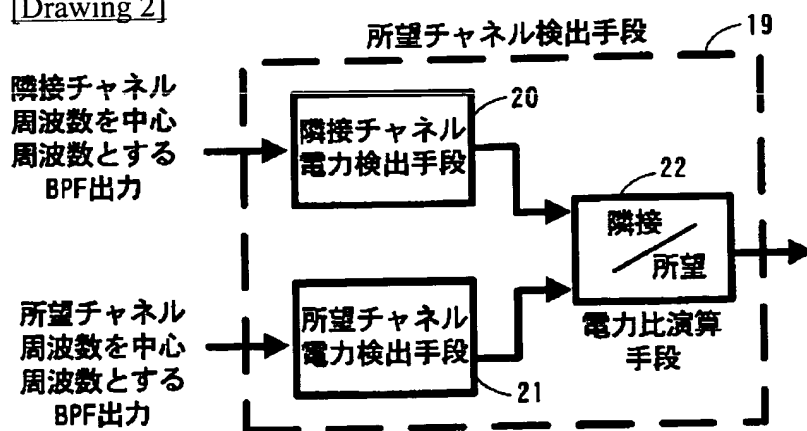 [Drawing 2]
所望チャネル検出手段
19
隣接チャネル
周波数を中心
周波数とする
BPF出力
20
隣接チャネル
電力検出手段
22
隣接
所望
電力比演算
手段
所望チャネル
周波数を中心
周波数とする
BPF出力
所望チャネル
電力検出手段
21